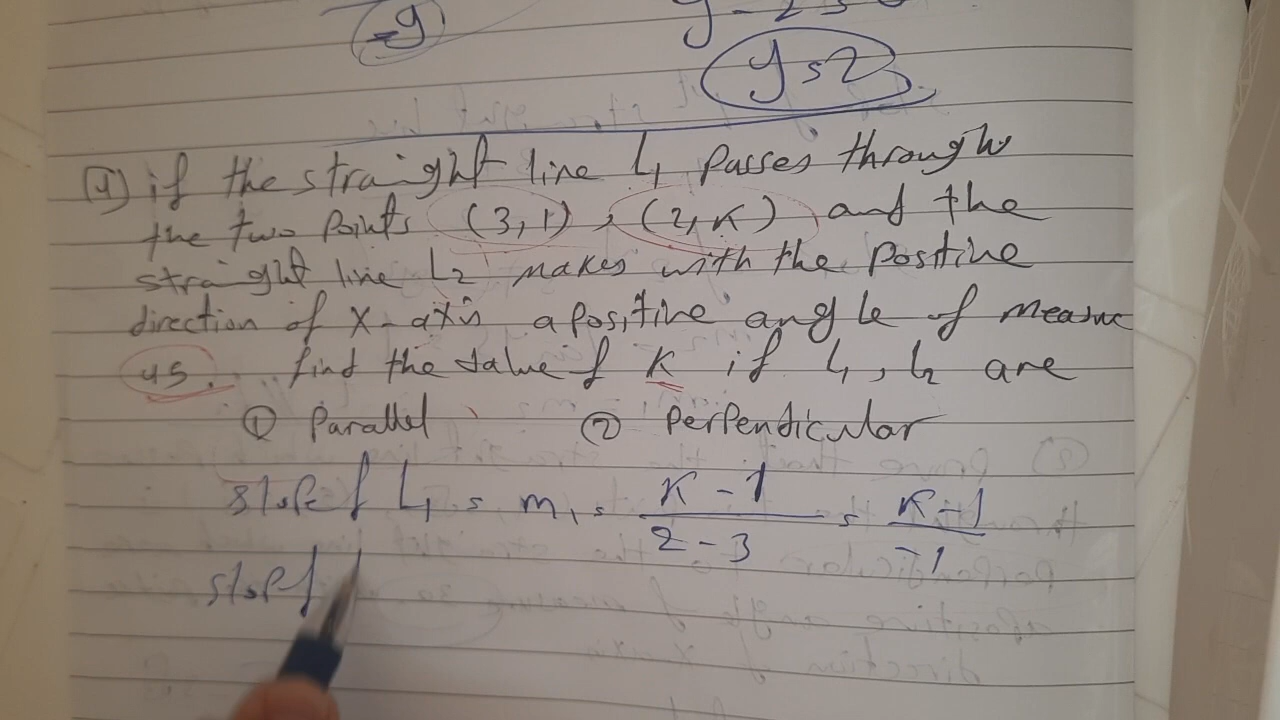 -9
y=2
(4) if the straight line L1 Passes through
the two Points (3,1), (2,K) and the
straight line L2 makes with the Positive
direction of X-axis a positive angle of measure
45. find the value of K if L1, L2 are
① Parallel ② Perpendicular
slope of L1 = m1 = K-1/2-3 = K-1/-1
slope of